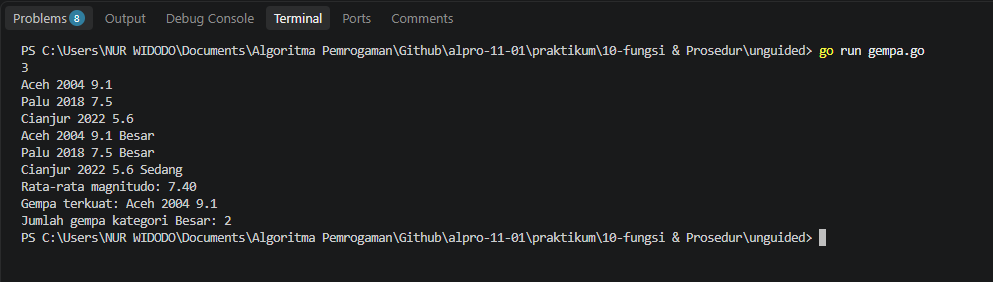 Problems 8 Output Debug Console Terminal Ports Comments
PS C:\Users\NUR WIDODO\Documents\Algoritma Pemrogaman\Github\alpro-11-01\praktikum\10-fungsi & Prosedur\unguided> go run gempa.go
3
Aceh 2004 9.1
Palu 2018 7.5
Cianjur 2022 5.6
Aceh 2004 9.1 Besar
Palu 2018 7.5 Besar
Cianjur 2022 5.6 Sedang
Rata-rata magnitudo: 7.40
Gempa terkuat: Aceh 2004 9.1
Jumlah gempa kategori Besar: 2
PS C:\Users\NUR WIDODO\Documents\Algoritma Pemrogaman\Github\alpro-11-01\praktikum\10-fungsi & Prosedur\unguided>